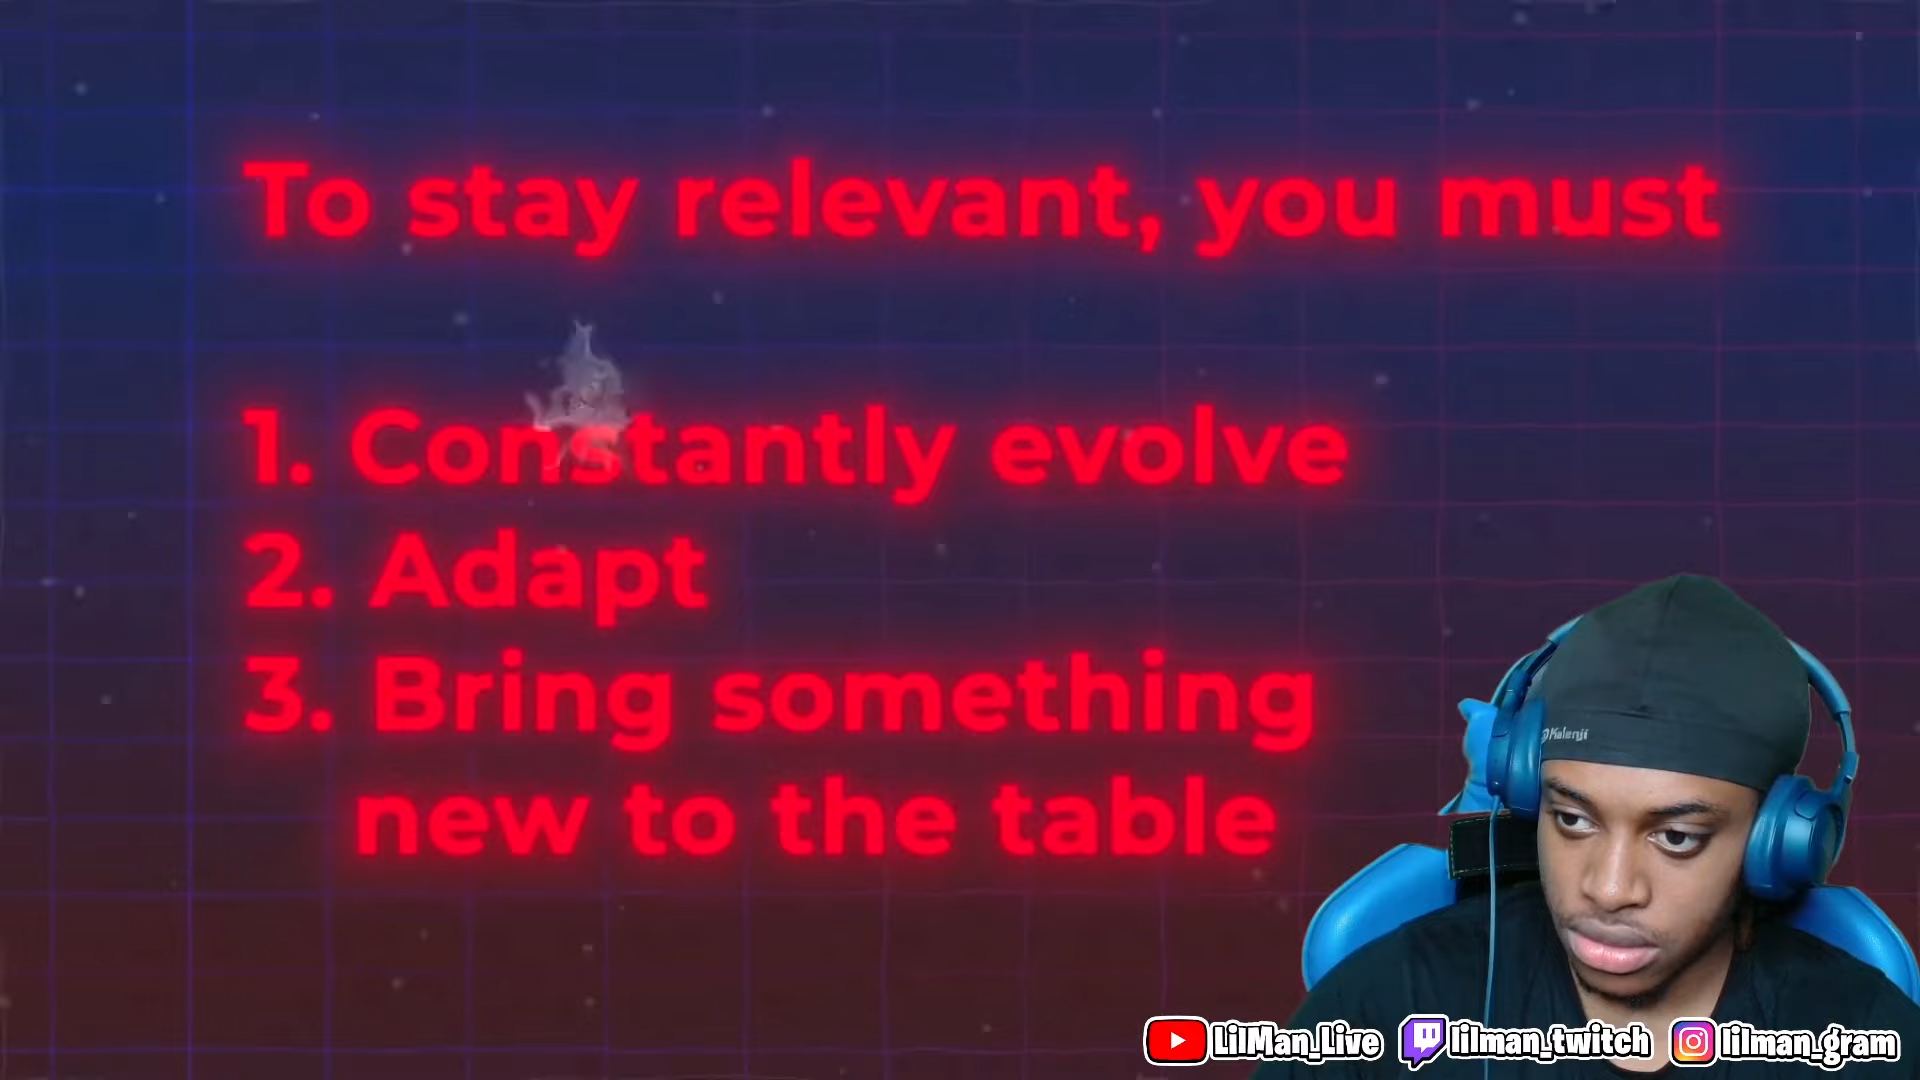 To stay relevant, you must
1. Constantly evolve
2. Adapt
3. Bring something
new to the table
Kalenji
LilMan_Live lilman_twitch lilman_gram